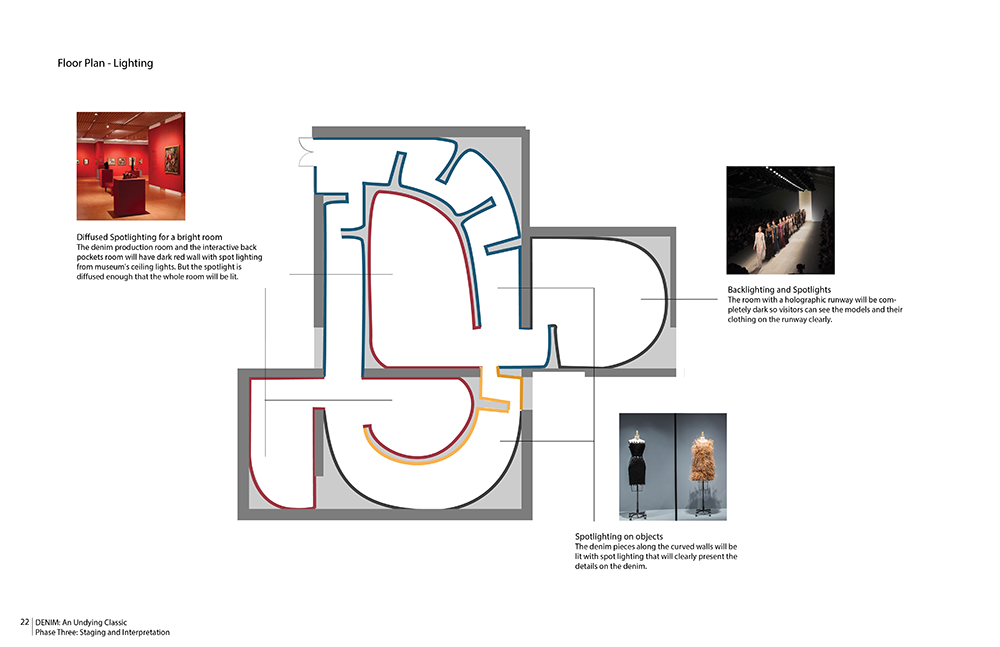 Floor Plan - Lighting
Diffused Spotlighting for a bright room
The denim production room and the interactive back
pockets room will have dark red wall with spot lighting
from museum's ceiling lights. But the spotlight is
diffused enough that the whole room will be lit.
Backlighting and Spotlights
The room with a holographic runway will be com-
pletely dark so visitors can see the models and their
clothing on the runway clearly.
Spotlighting on objects
The denim pieces along the curved walls will be
lit with spot lighting that will clearly present the
details on the denim.
22 DENIM: An Undying Classic
Phase Three: Staging and Interpretation